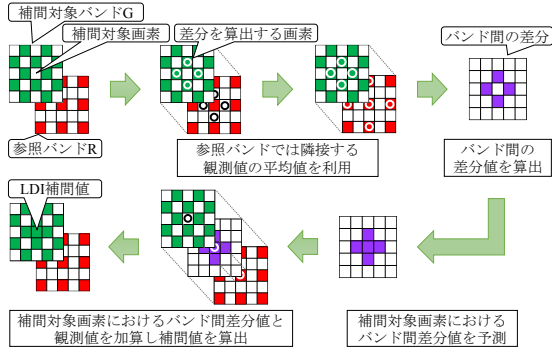 補間対象バンドG
補間対象画素
差分を算出する画素
バンド間の差分
参照バンドR
参照バンドでは隣接する
観測値の平均値を利用
バンド間の
差分値を算出
LDI補間値
補間対象画素におけるバンド間差分値と
観測値を加算し補間値を算出
補間対象画素における
バンド間差分値を予測